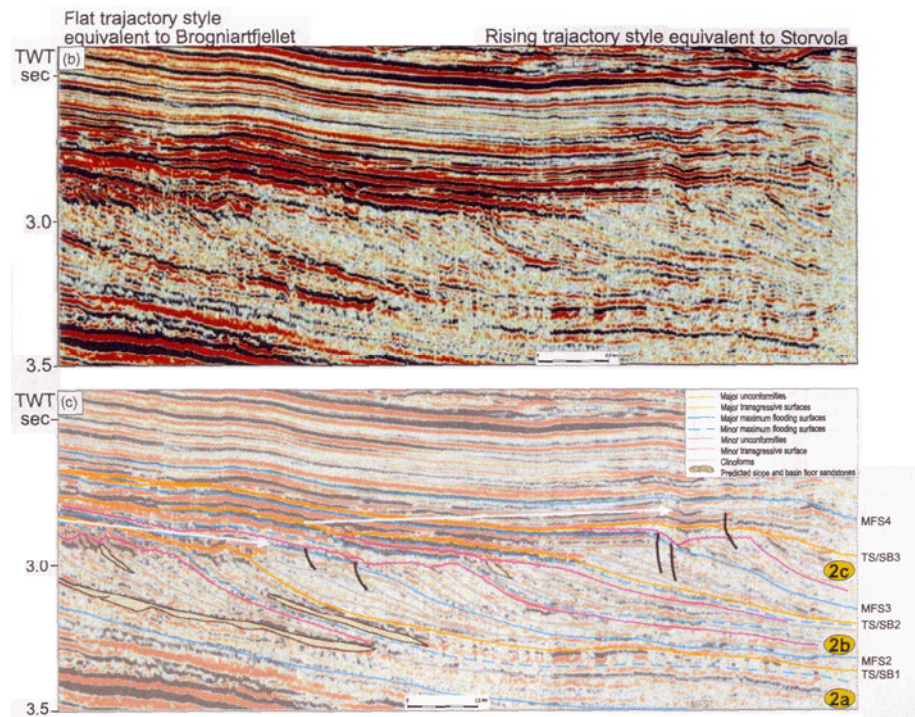 Flat trajactory style
equivalent to Brogniartfjellet
Rising trajactory style equivalent to Storvola
TWT
sec
(b)
3.0
3.5
TWT
sec
(c)
Major unconformities
Major transgressive surfaces
Major maximum flooding surfaces
Minor maximum flooding surfaces
Minor unconformities
Minor transgressive surface
Clinoforms
Predicted slope and basin floor sandstones
MFS4
TS/SB3
2c
3.0
MFS3
TS/SB2
2b
MFS2
TS/SB1
2a
3.5